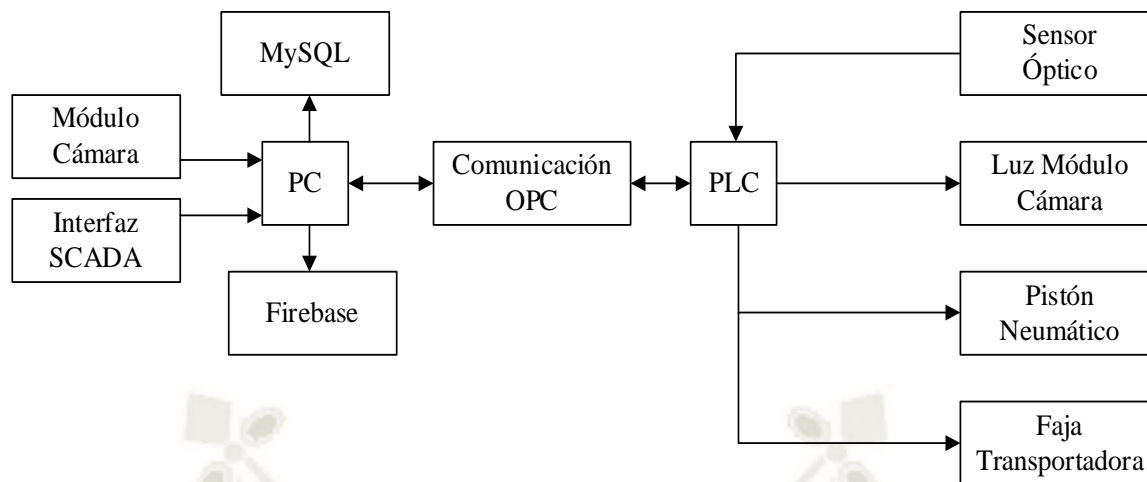 MySQL
Módulo
Cámara
Interfaz
SCADA
PC
Firebase
Comunicación
OPC
PLC
Sensor
Óptico
Luz Módulo
Cámara
Pistón
Neumático
Faja
Transportadora